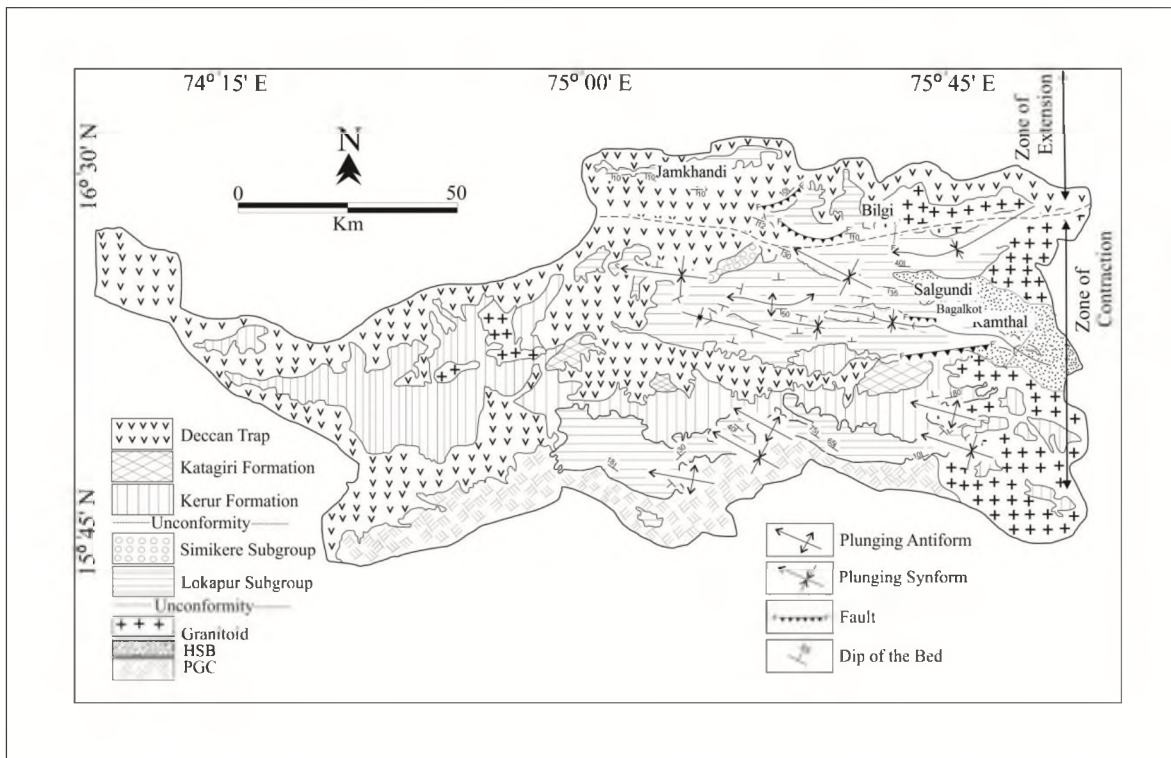 74° 15' E
75° 00' E
75° 45' E
16° 30' N
15° 45' N
N
0
50
Km
Zone of
Extension
Zone of
Contraction
Jamkhandi
Bilgi
Salgundi
Bagalkot
Ramthal
Deccan Trap
Katagiri Formation
Kerur Formation
Unconformity
Simikere Subgroup
Lokapur Subgroup
Unconformity
Granitoid
HSB
PGC
Plunging Antiform
Plunging Synform
Fault
Dip of the Bed